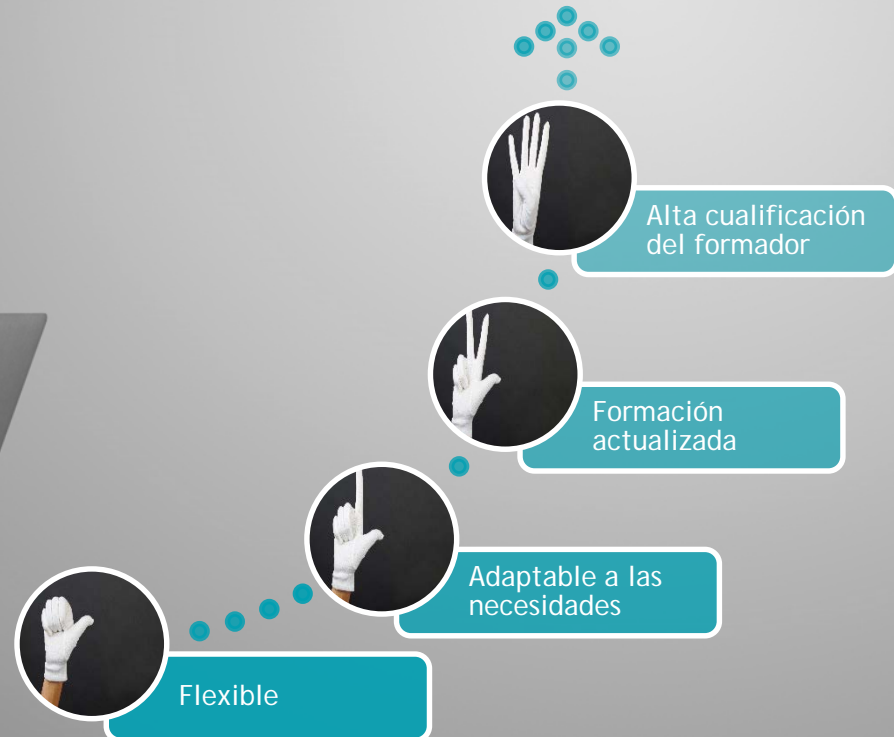 Alta cualificación
del formador
Formación
actualizada
Adaptable a las
necesidades
Flexible